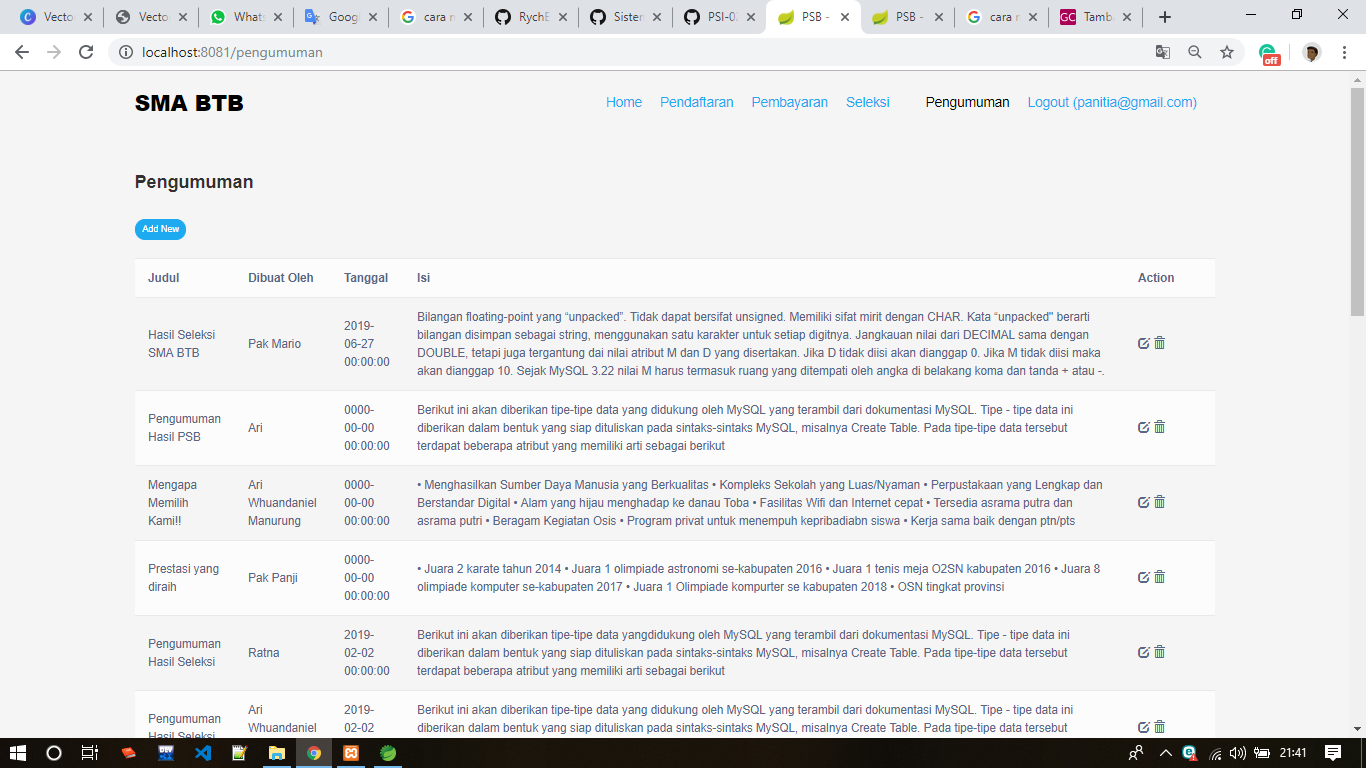 Vecto
Vecto
What
Goog
cara n
RychE
Sister
PSI-0
PSB -
PSB -
cara r
GC Tamb
localhost:8081/pengumuman
off
SMA BTB
Home Pendaftaran Pembayaran Seleksi Pengumuman Logout (panitia@gmail.com)
Pengumuman
Add New
Judul Dibuat Oleh Tanggal Isi Action
Hasil Seleksi
SMA BTB
Pak Mario
2019-
06-27
00:00:00
Bilangan floating-point yang “unpacked”. Tidak dapat bersifat unsigned. Memiliki sifat mirit dengan CHAR. Kata “unpacked” berarti
bilangan disimpan sebagai string, menggunakan satu karakter untuk setiap digitnya. Jangkauan nilai dari DECIMAL sama dengan
DOUBLE, tetapi juga tergantung dai nilai atribut M dan D yang disertakan. Jika D tidak diisi akan dianggap 0. Jika M tidak diisi maka
akan dianggap 10. Sejak MySQL 3.22 nilai M harus termasuk ruang yang ditempati oleh angka di belakang koma dan tanda + atau -.
Pengumuman
Hasil PSB
Ari
0000-
00-00
00:00:00
Berikut ini akan diberikan tipe-tipe data yang didukung oleh MySQL yang terambil dari dokumentasi MySQL. Tipe - tipe data ini
diberikan dalam bentuk yang siap dituliskan pada sintaks-sintaks MySQL, misalnya Create Table. Pada tipe-tipe data tersebut
terdapat beberapa atribut yang memiliki arti sebagai berikut
Mengapa
Memilih
Kami!!
Ari
Whuandaniel
Manurung
0000-
00-00
00:00:00
• Menghasilkan Sumber Daya Manusia yang Berkualitas • Kompleks Sekolah yang Luas/Nyaman • Perpustakaan yang Lengkap dan
Berstandar Digital • Alam yang hijau menghadap ke danau Toba • Fasilitas Wifi dan Internet cepat • Tersedia asrama putra dan
asrama putri • Beragam Kegiatan Osis • Program privat untuk menempuh kepribadiabn siswa • Kerja sama baik dengan ptn/pts
Prestasi yang
diraih
Pak Panji
0000-
00-00
00:00:00
• Juara 2 karate tahun 2014 • Juara 1 olimpiade astronomi se-kabupaten 2016 • Juara 1 tenis meja O2SN kabupaten 2016 • Juara 8
olimpiade komputer se-kabupaten 2017 • Juara 1 Olimpiade kompurter se kabupaten 2018 • OSN tingkat provinsi
Pengumuman
Hasil Seleksi
Ratna
2019-
02-02
00:00:00
Berikut ini akan diberikan tipe-tipe data yangdidukung oleh MySQL yang terambil dari dokumentasi MySQL. Tipe - tipe data ini
diberikan dalam bentuk yang siap dituliskan pada sintaks-sintaks MySQL, misalnya Create Table. Pada tipe-tipe data tersebut
terdapat beberapa atribut yang memiliki arti sebagai berikut
Pengumuman
Hasil Seleksi
Ari
Whuandaniel
2019-
02-02
Berikut ini akan diberikan tipe-tipe data yang didukung oleh MySQL yang terambil dari dokumentasi MySQL. Tipe - tipe data ini
diberikan dalam bentuk yang siap dituliskan pada sintaks-sintaks MySQL, misalnya Create Table. Pada tipe-tipe data tersebut
21:41